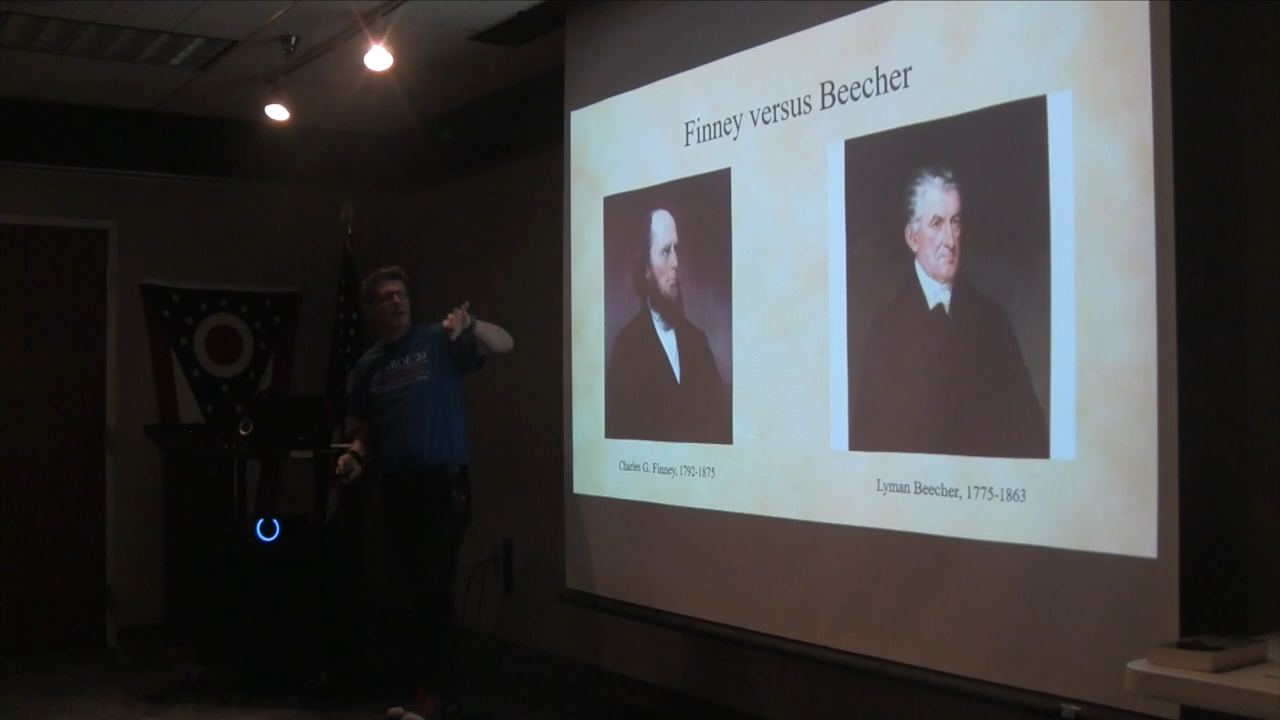 Finney versus Beecher
Charles G. Finney, 1792-1875
Lyman Beecher, 1775-1863